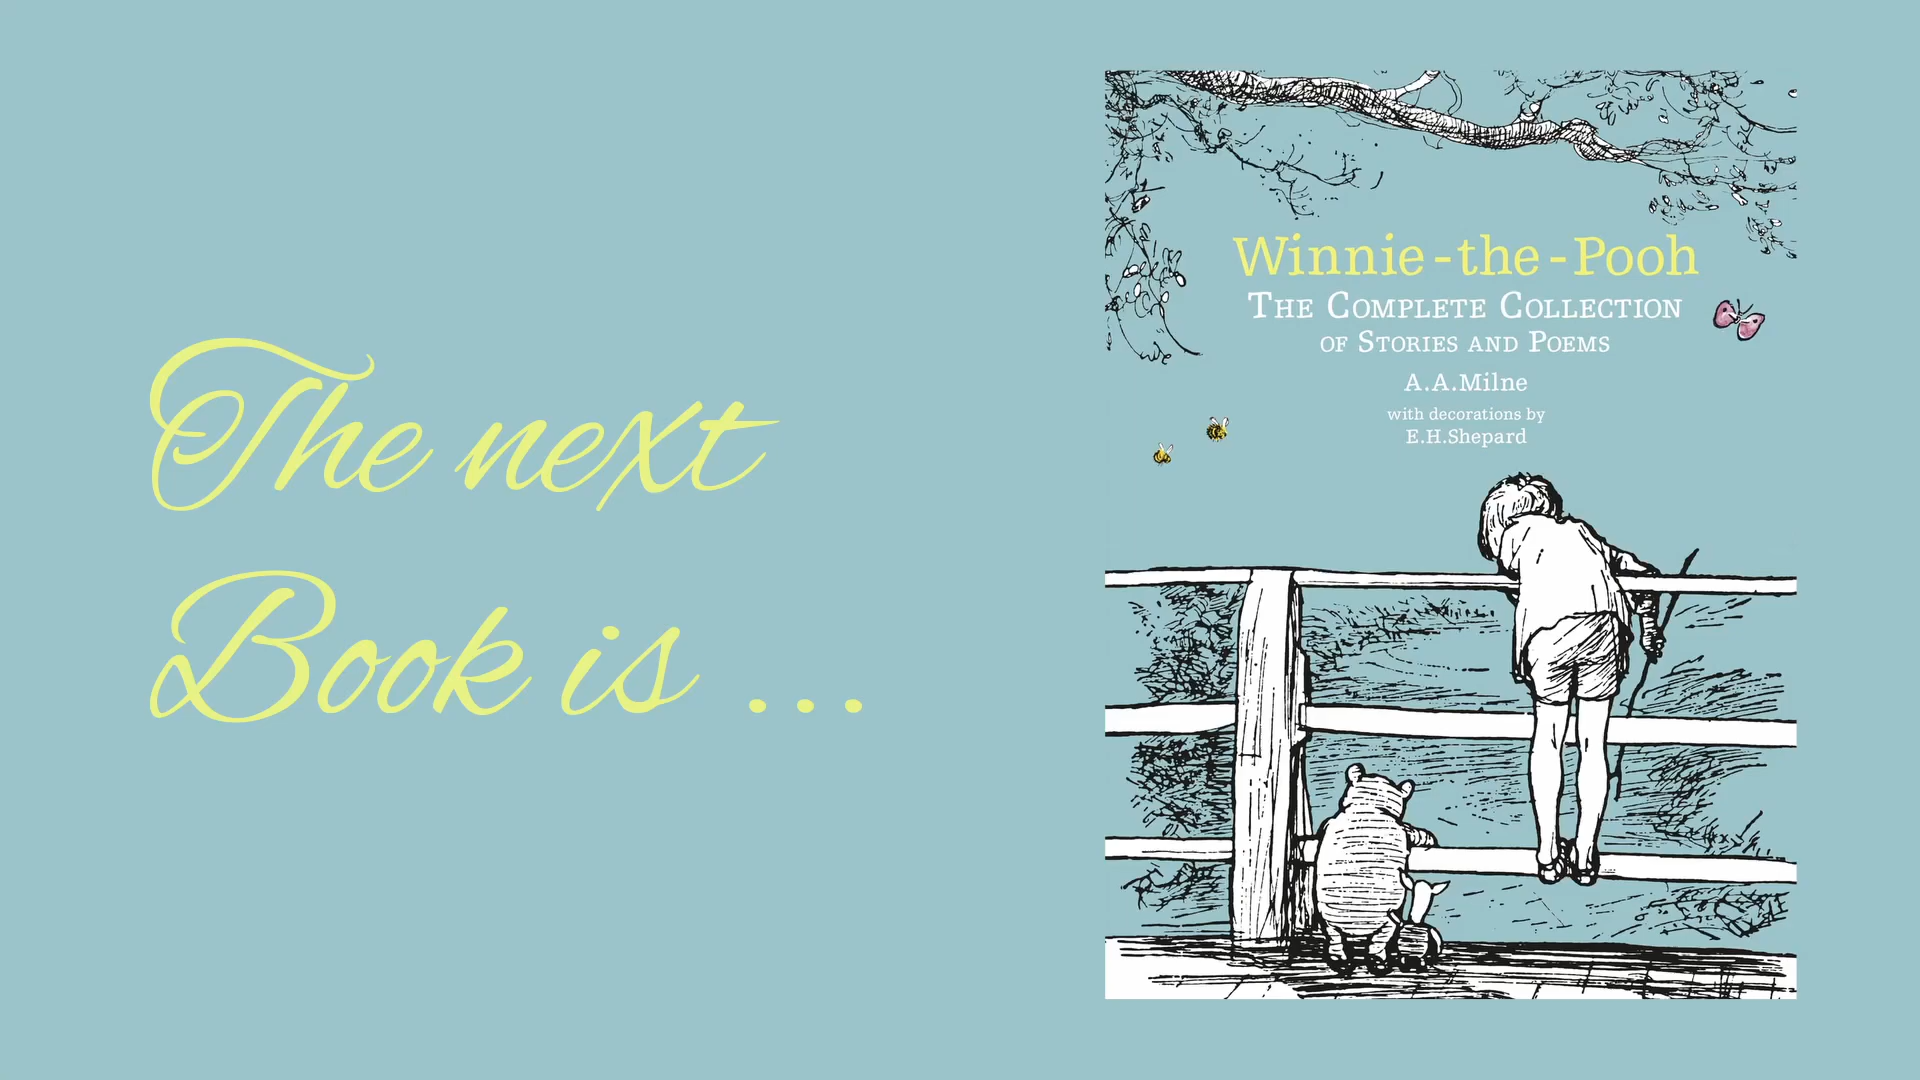 The next
Book is ...
Winnie-the-Pooh
The Complete Collection
of Stories and Poems
A.A.Milne
with decorations by
E.H.Shepard